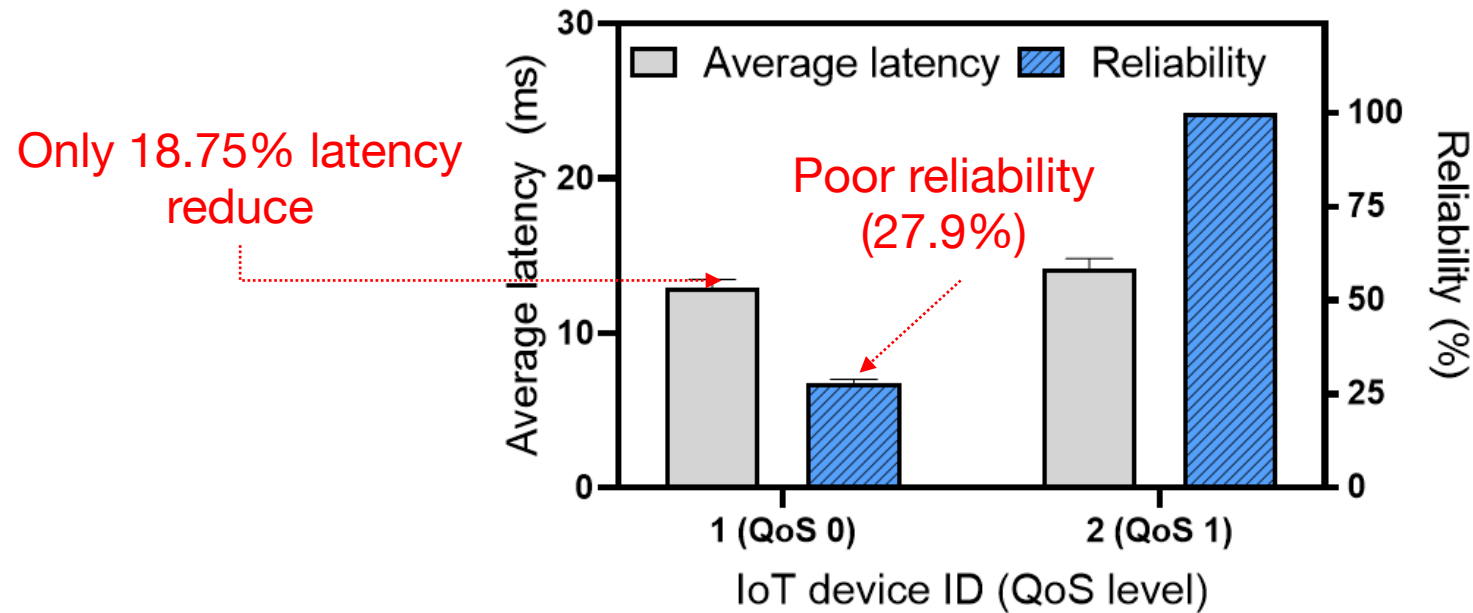 30
Average latency
Reliability
Only 18.75% latency
reduce
Poor reliability
(27.9%)
Average latency (ms)
20
10
0
100
75
50
25
0
Reliability (%)
1 (QoS 0)
2 (QoS 1)
IoT device ID (QoS level)